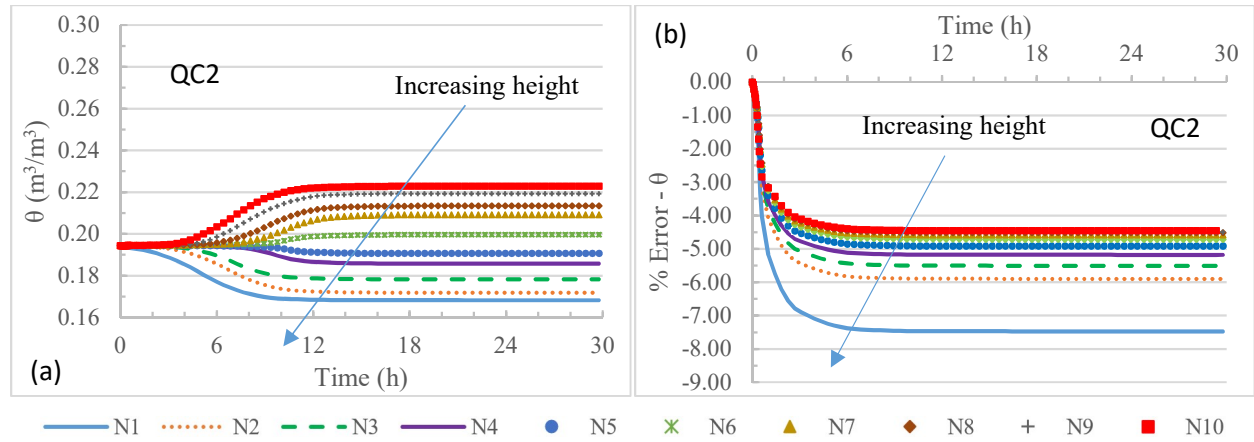 0.30
0.28
0.26
0.24
0.22
0.20
0.18
0.16
θ (m³/m³)
QC2
Increasing height
0 6 12 18 24 30
Time (h)
(a)
(b)
Time (h)
0 6 12 18 24 30
0.00
-1.00
-2.00
-3.00
-4.00
-5.00
-6.00
-7.00
-8.00
-9.00
% Error - θ
Increasing height
QC2
N1 N2 N3 N4 N5 N6 N7 N8 N9 N10